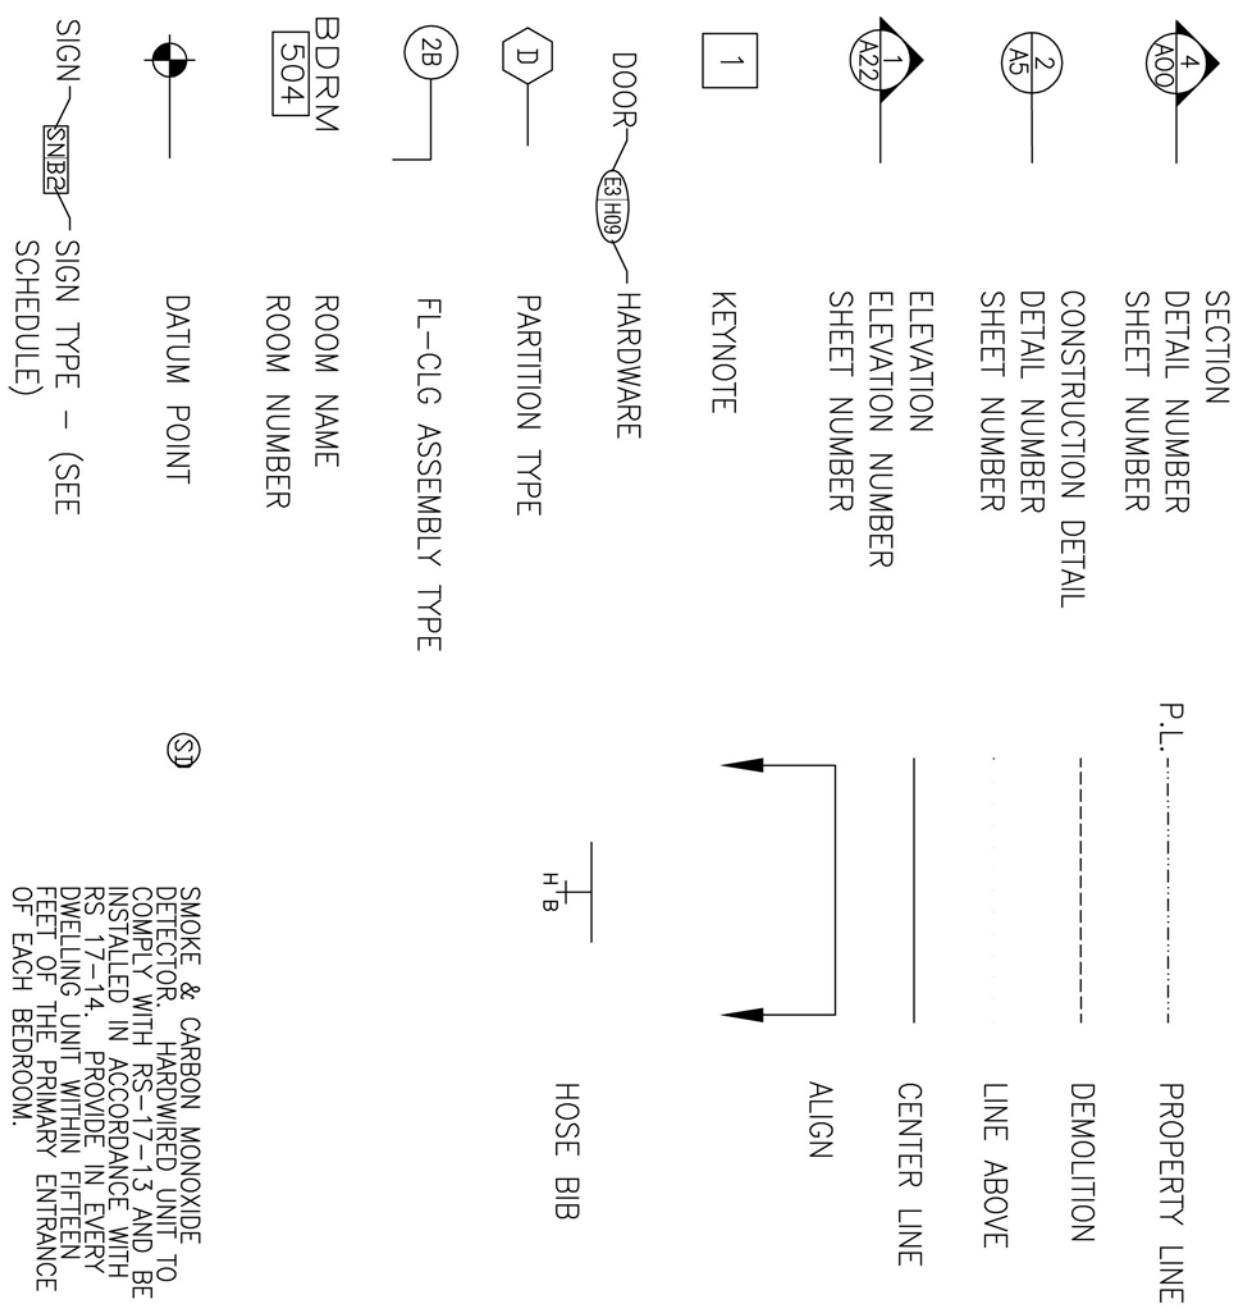 4
A00
SECTION
DETAIL NUMBER
SHEET NUMBER
2
A5
CONSTRUCTION DETAIL
DETAIL NUMBER
SHEET NUMBER
1
A22
ELEVATION
ELEVATION NUMBER
SHEET NUMBER
1
KEYNOTE
DOOR
E3 H09
HARDWARE
D
PARTITION TYPE
2B
FL-CLG ASSEMBLY TYPE
BDRM
504
ROOM NAME
ROOM NUMBER
DATUM POINT
SIGN
SN B2
SIGN TYPE - (SEE
SCHEDULE)
P.L.
PROPERTY LINE
DEMOLITION
LINE ABOVE
CENTER LINE
ALIGN
H B
HOSE BIB
SD
SMOKE & CARBON MONOXIDE
DETECTOR. HARDWIRED UNIT TO
COMPLY WITH RS-17-13 AND BE
INSTALLED IN ACCORDANCE WITH
RS 17-14. PROVIDE IN EVERY
DWELLING UNIT WITHIN FIFTEEN
FEET OF THE PRIMARY ENTRANCE
OF EACH BEDROOM.